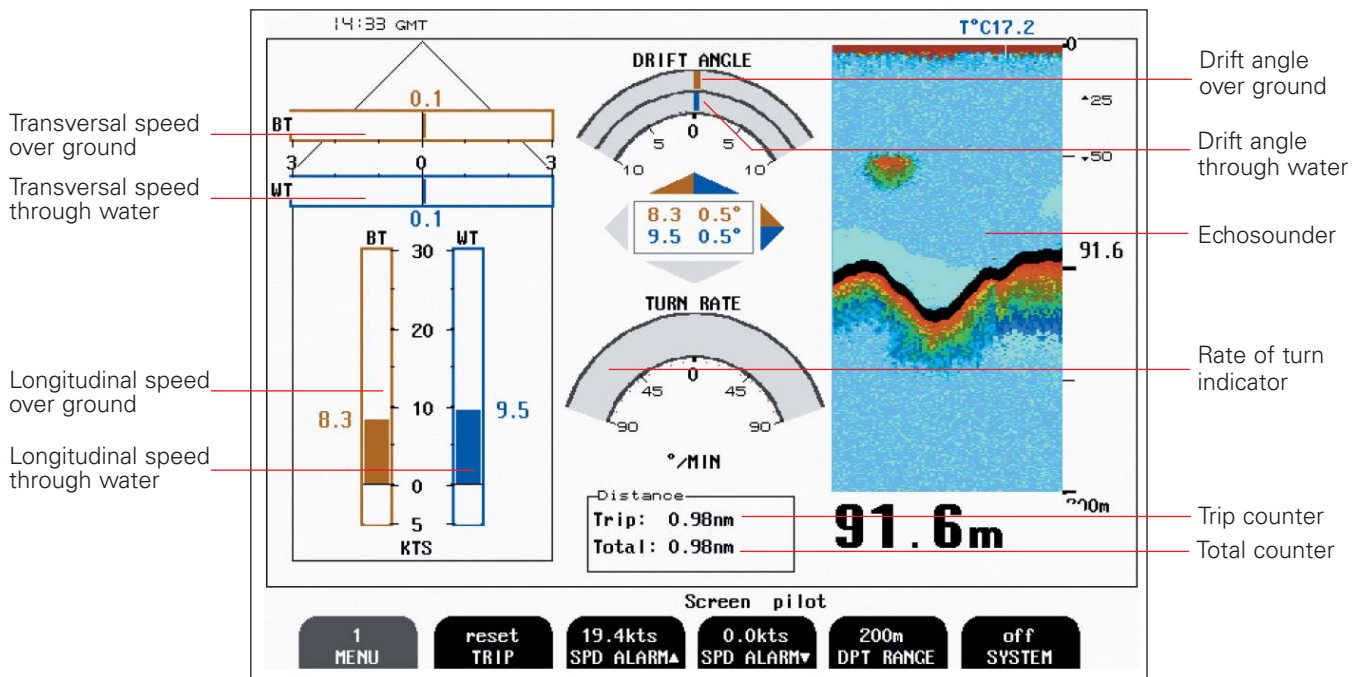 14:33 GMT
T°C17.2
Transversal speed
over ground
Transversal speed
through water
Longitudinal speed
over ground
Longitudinal speed
through water
0.1
BT
3 0 3
WT
0.1
BT WT
30
20
10
0
5
8.3
9.5
KTS
DRIFT ANGLE
10 5 0 5 10
8.3 0.5°
9.5 0.5°
TURN RATE
90 45 0 45 90
°/MIN
Distance
Trip: 0.98nm
Total: 0.98nm
0
25
50
91.6
200m
91.6m
Drift angle
over ground
Drift angle
through water
Echosounder
Rate of turn
indicator
Trip counter
Total counter
Screen pilot
1
MENU
reset
TRIP
19.4kts
SPD ALARM▲
0.0kts
SPD ALARM▼
200m
DPT RANGE
off
SYSTEM